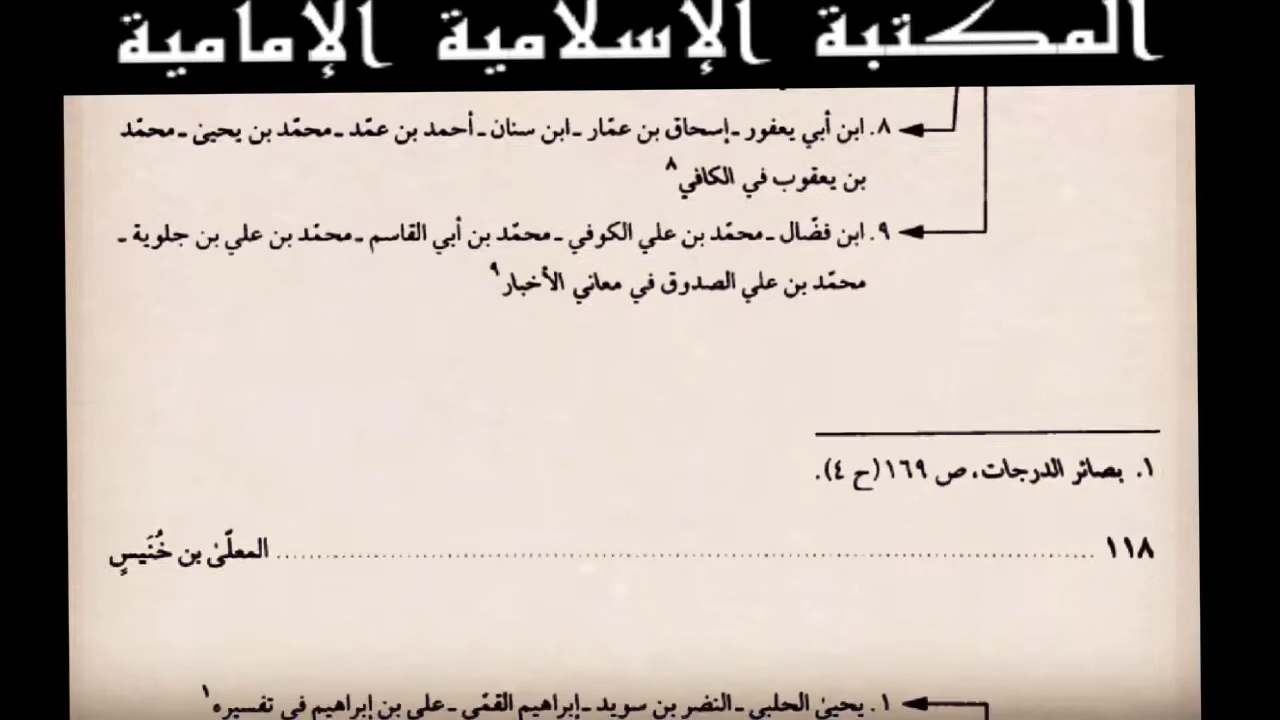 المكتبة الإسلامية الإمامية
٨. ابن أبي يعفور ـ إسحاق بن عمّار ـ ابن سنان ـ أحمد بن عمّد ـ محمّد بن يحيىٰ ـ محمّد
بن يعقوب في الكافي٨
٩. ابن فضّال ـ محمّد بن علي الكوفي ـ محمّد بن أبي القاسم ـ محمّد بن علي بن جلوية ـ
محمّد بن علي الصدوق في معاني الأخبار٩
١. بصائر الدرجات، ص ١٦٩ (ح ٤).
١١٨ .......... المعلّىٰ بن خُنَيسٍ
١. يحيىٰ الحلبي ـ النضر بن سويد ـ إبراهيم القمّي ـ علي بن إبراهيم في تفسيره١